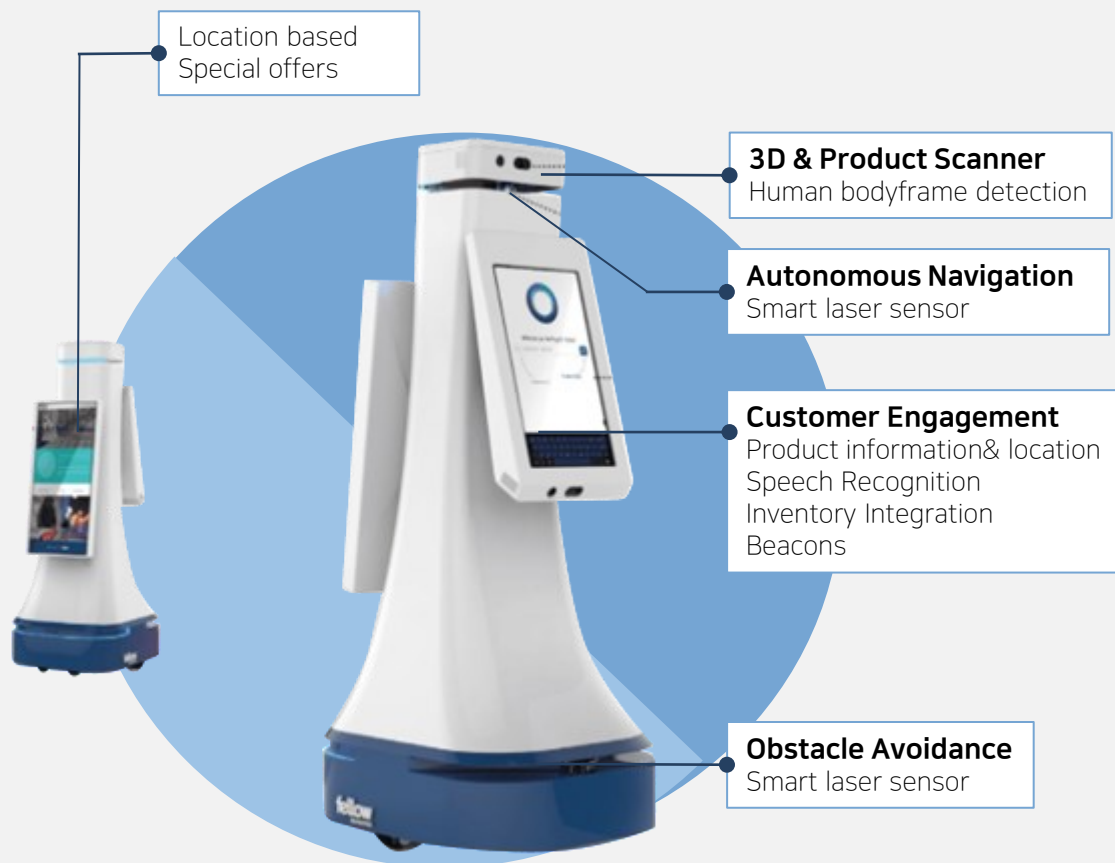 Location based
Special offers
3D & Product Scanner
Human bodyframe detection
Autonomous Navigation
Smart laser sensor
Customer Engagement
Product information& location
Speech Recognition
Inventory Integration
Beacons
Obstacle Avoidance
Smart laser sensor
fellow